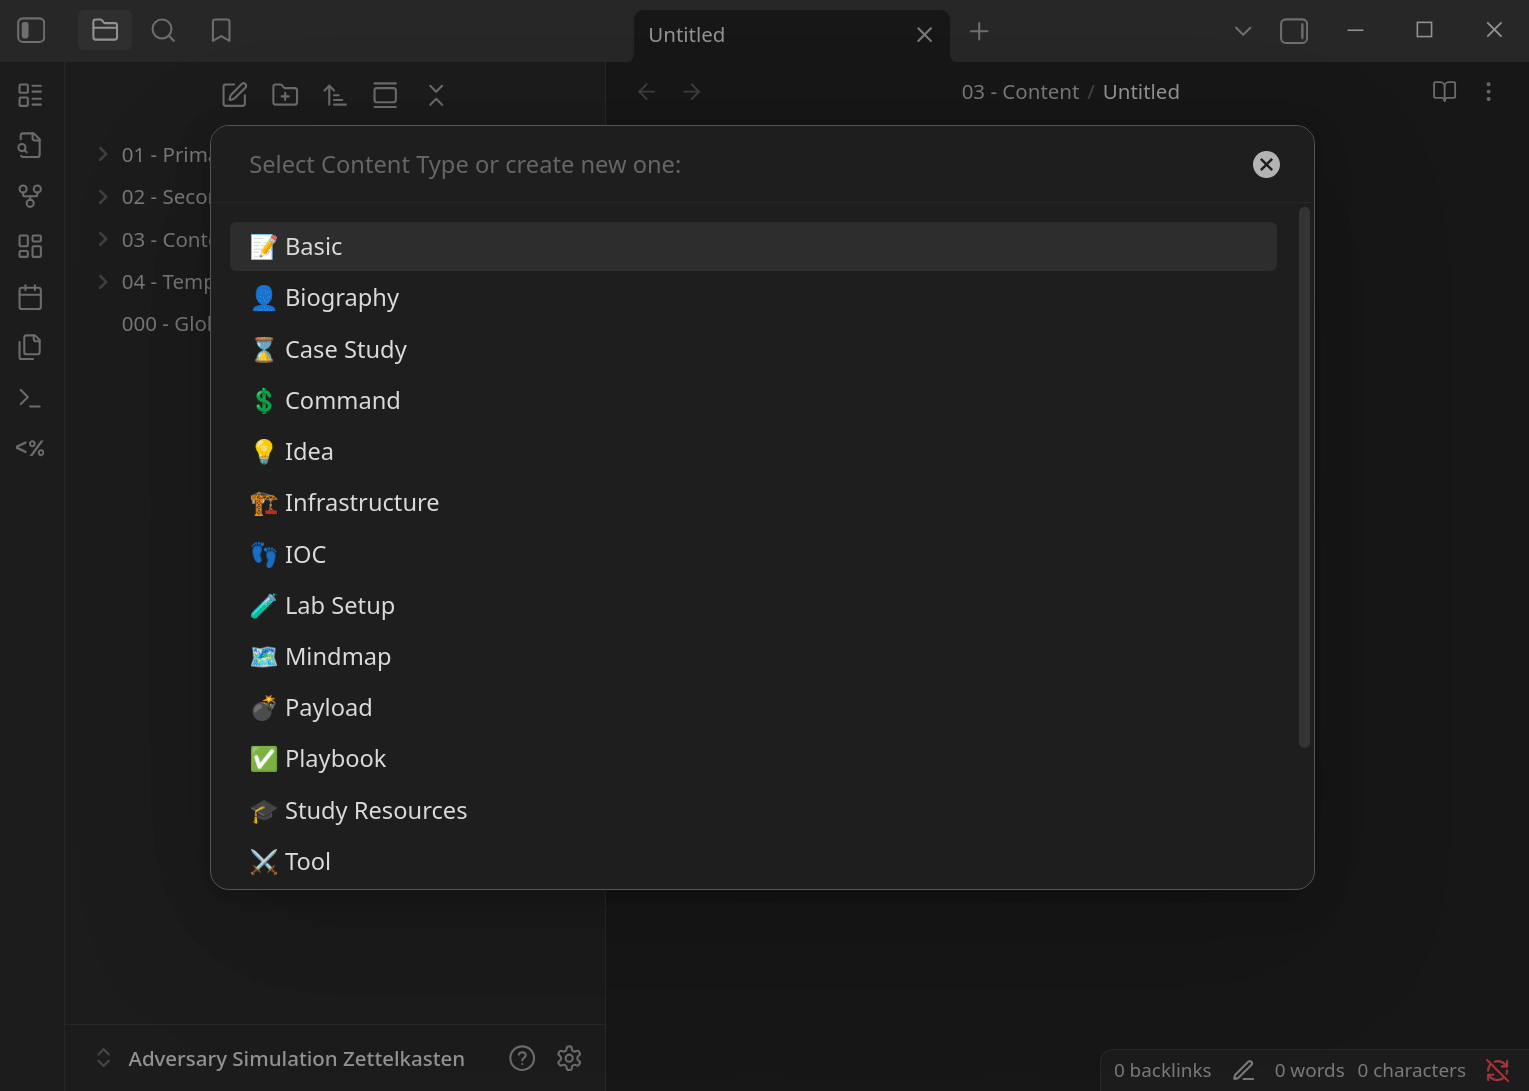 Untitled
03 - Content / Untitled
01 - Prim
02 - Seco
03 - Cont
04 - Temp
000 - Glo
Select Content Type or create new one:
📝 Basic
👤 Biography
⌛ Case Study
💲 Command
💡 Idea
🏗️ Infrastructure
👣 IOC
🧪 Lab Setup
🗺️ Mindmap
💣 Payload
✅ Playbook
🎓 Study Resources
⚔️ Tool
<%
Adversary Simulation Zettelkasten
0 backlinks 0 words 0 characters